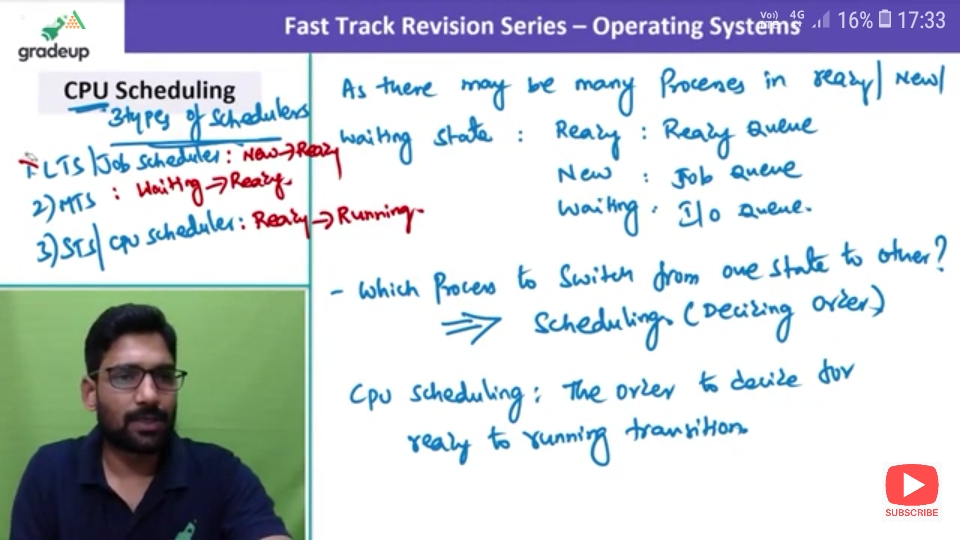 gradeup
Fast Track Revision Series – Operating Systems
Vo)) 4G 16% 17:33
CPU Scheduling
3 types of schedulers
1) LTS/Job scheduler: New → Ready
2) MTS : Waiting → Ready.
3) STS/ CPU scheduler: Ready → Running.
As there may be many Processes in ready/ New/
waiting state : Ready : Ready Queue
New : Job Queue
Waiting : I/O Queue.
- Which Process to switch from one state to other?
⇒ Scheduling. (Deciding order)
CPU scheduling: The order to decide for
ready to running transition.
SUBSCRIBE